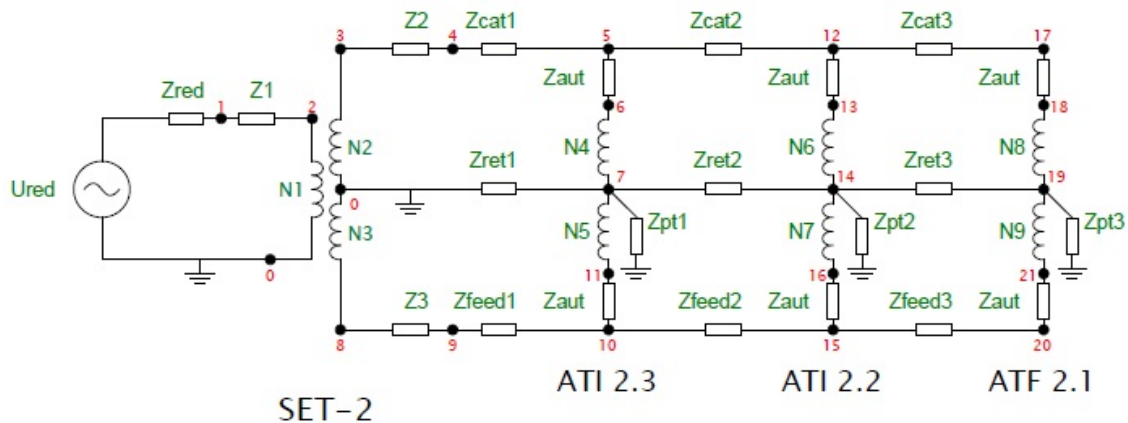 3 Z2 4 Zcat1 5 Zcat2 12 Zcat3 17
Zred 1 Z1 2 Zaut Zaut Zaut
6 13 18
N2 N4 N6 N8
Ured N1 0 Zret1 7 Zret2 14 Zret3 19
N3 N5 Zpt1 N7 Zpt2 N9 Zpt3
0 11 16 21
Z3 Zfeed1 Zaut Zfeed2 Zaut Zfeed3 Zaut
8 9 10 15 20
ATI 2.3 ATI 2.2 ATF 2.1
SET-2